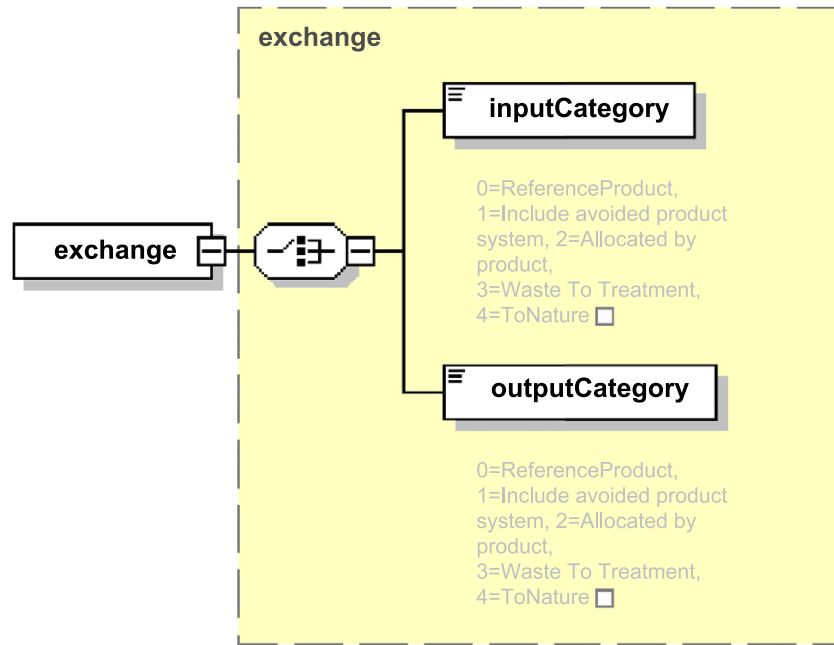 exchange
inputCategory
0=ReferenceProduct,
1=Include avoided product
system, 2=Allocated by
product,
3=Waste To Treatment,
4=ToNature
exchange
outputCategory
0=ReferenceProduct,
1=Include avoided product
system, 2=Allocated by
product,
3=Waste To Treatment,
4=ToNature